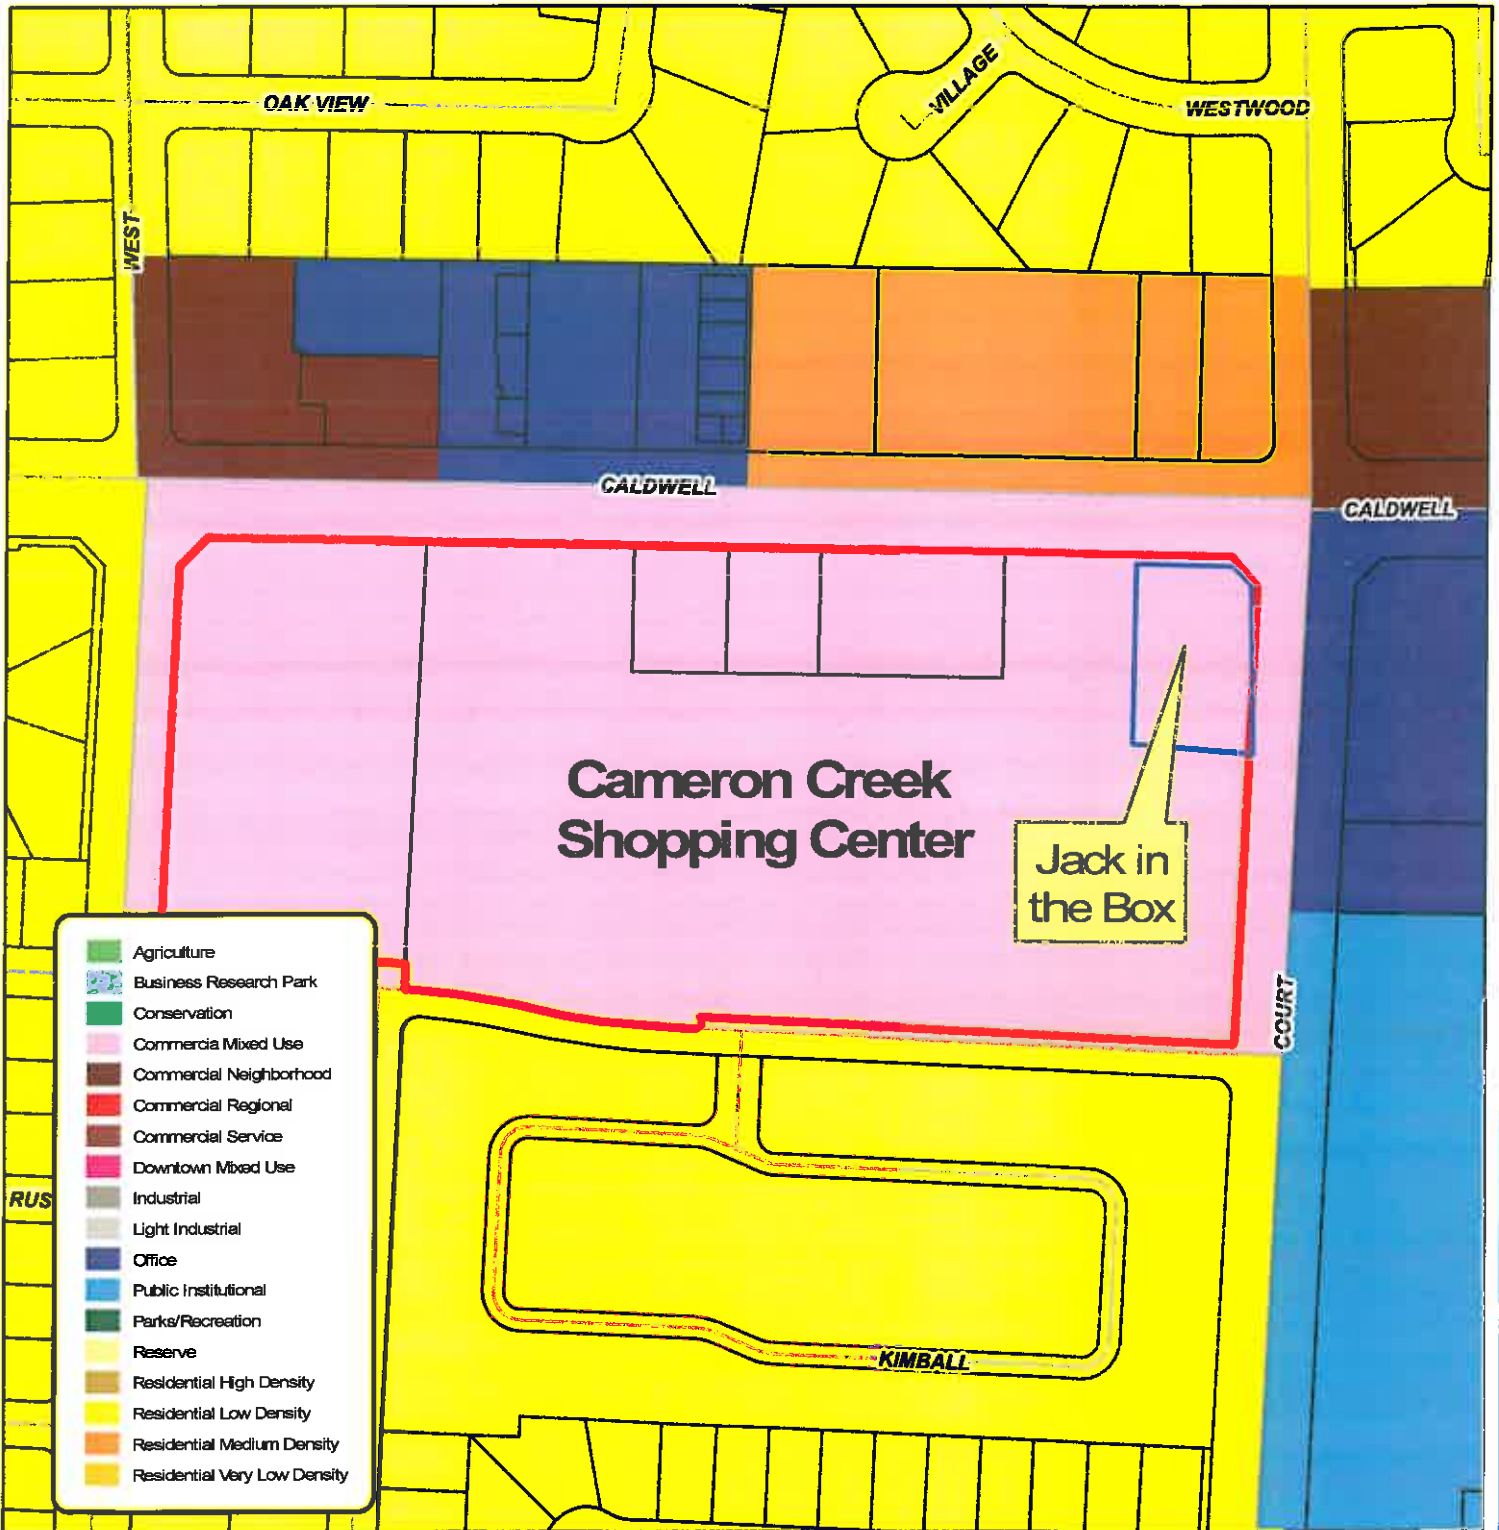 OAK VIEW
VILLAGE
WESTWOOD
WEST
CALDWELL
CALDWELL
Cameron Creek
Shopping Center
Jack in
the Box
COURT
Agriculture
Business Research Park
Conservation
Commercia Mixed Use
Commercial Neighborhood
Commercial Regional
Commercial Service
Downtown Mixed Use
Industrial
Light Industrial
Office
Public Institutional
Parks/Recreation
Reserve
Residential High Density
Residential Low Density
Residential Medium Density
Residential Very Low Density
RUS
KIMBALL